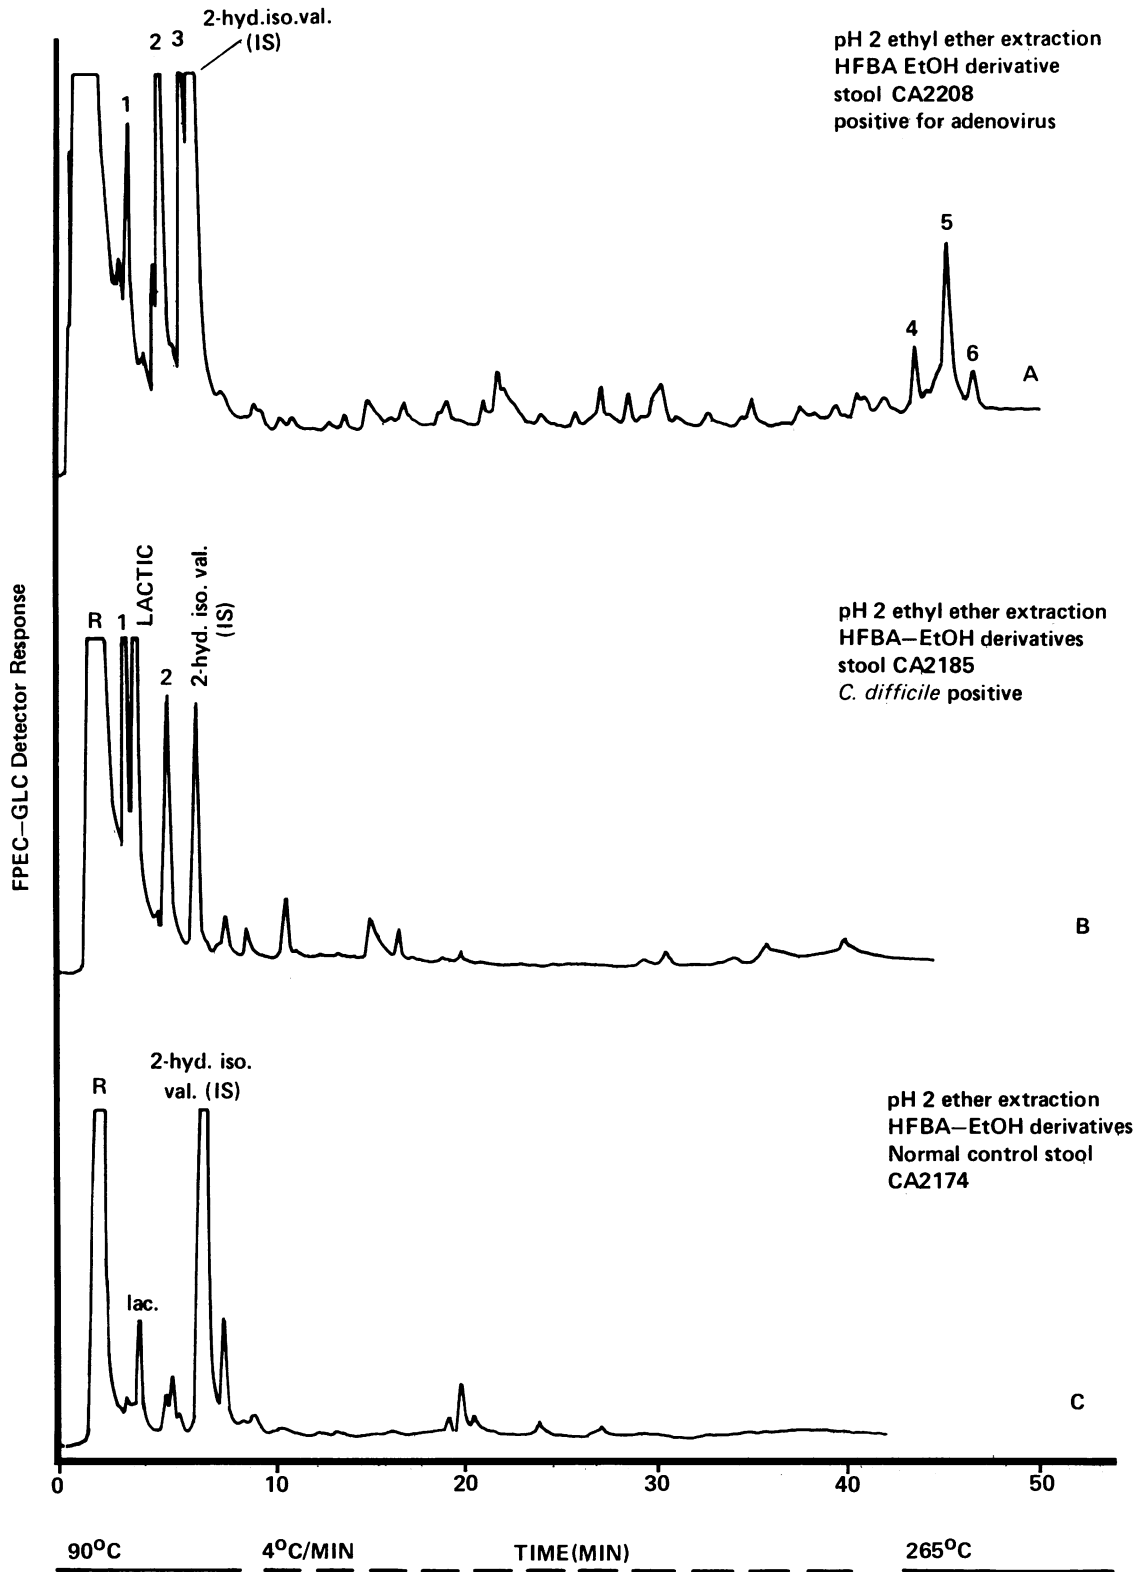 2-hyd.iso.val.
(IS)
1
2
3
pH 2 ethyl ether extraction
HFBA EtOH derivative
stool CA2208
positive for adenovirus
4
5
6
A
FPEC—GLC Detector Response
R
1
LACTIC
2
2-hyd. iso. val.
(IS)
pH 2 ethyl ether extraction
HFBA—EtOH derivatives
stool CA2185
C. difficile positive
B
R
lac.
2-hyd. iso.
val. (IS)
pH 2 ether extraction
HFBA—EtOH derivatives
Normal control stool
CA2174
C
0 10 20 30 40 50
90°C 4°C/MIN TIME(MIN) 265°C